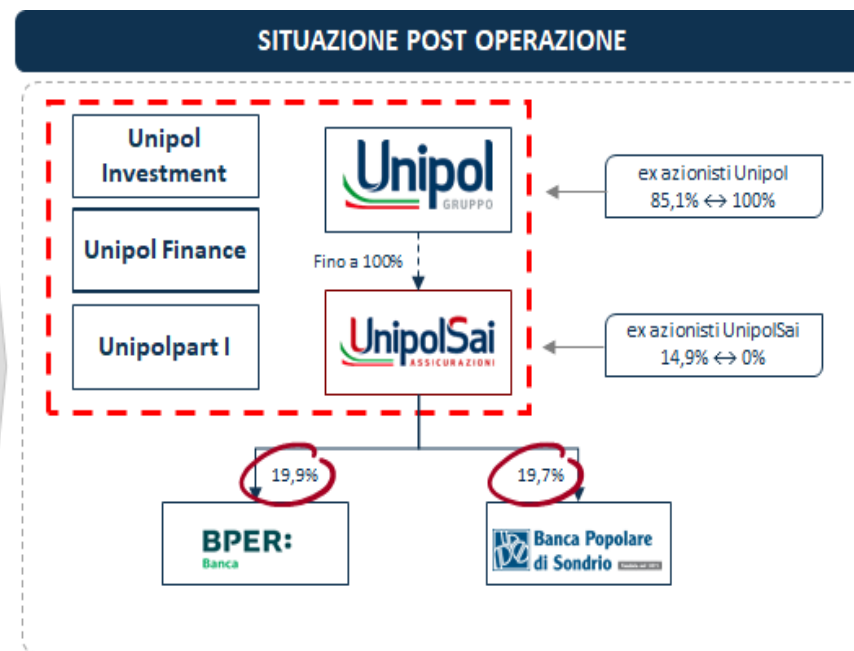 SITUAZIONE POST OPERAZIONE
Unipol
Investment
Unipol
GRUPPO
ex azionisti Unipol
85,1% ↔ 100%
Unipol Finance
Fino a 100%
Unipolpart I
UnipolSai
ASSICURAZIONI
ex azionisti UnipolSai
14,9% ↔ 0%
19,9%
19,7%
BPER:
Banca
Banca Popolare
di Sondrio